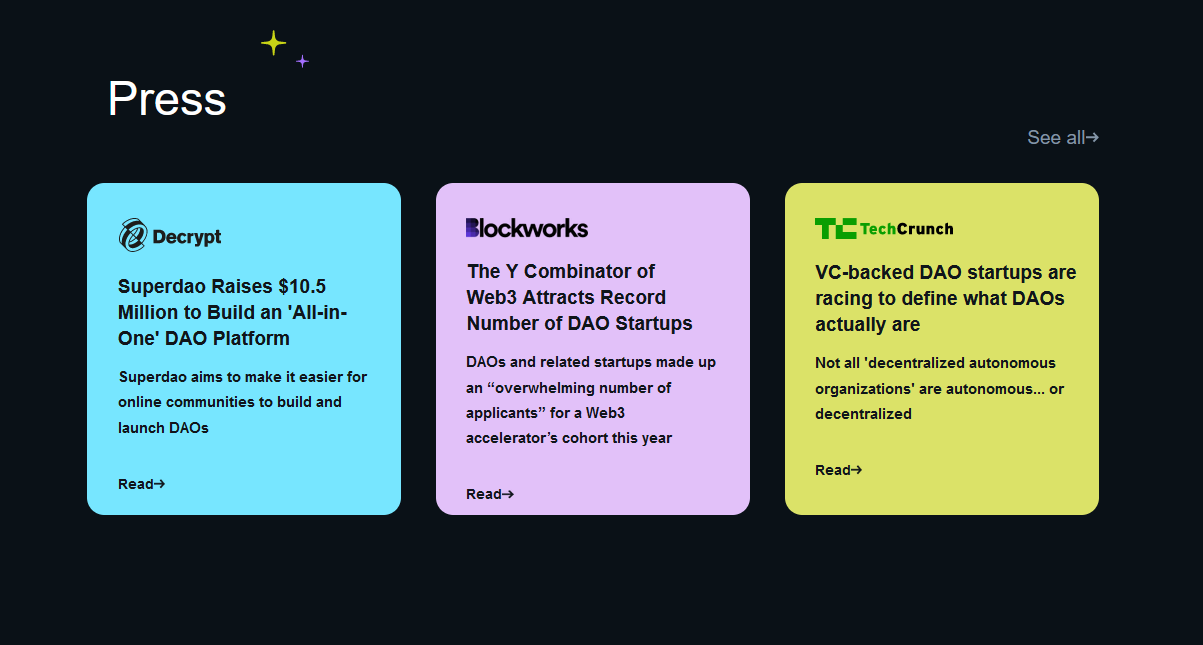 Press
See all→
Decrypt
Superdao Raises $10.5
Million to Build an 'All-in-
One' DAO Platform
Superdao aims to make it easier for
online communities to build and
launch DAOs
Read→
Blockworks
The Y Combinator of
Web3 Attracts Record
Number of DAO Startups
DAOs and related startups made up
an “overwhelming number of
applicants” for a Web3
accelerator’s cohort this year
Read→
TC TechCrunch
VC-backed DAO startups are
racing to define what DAOs
actually are
Not all 'decentralized autonomous
organizations' are autonomous... or
decentralized
Read→